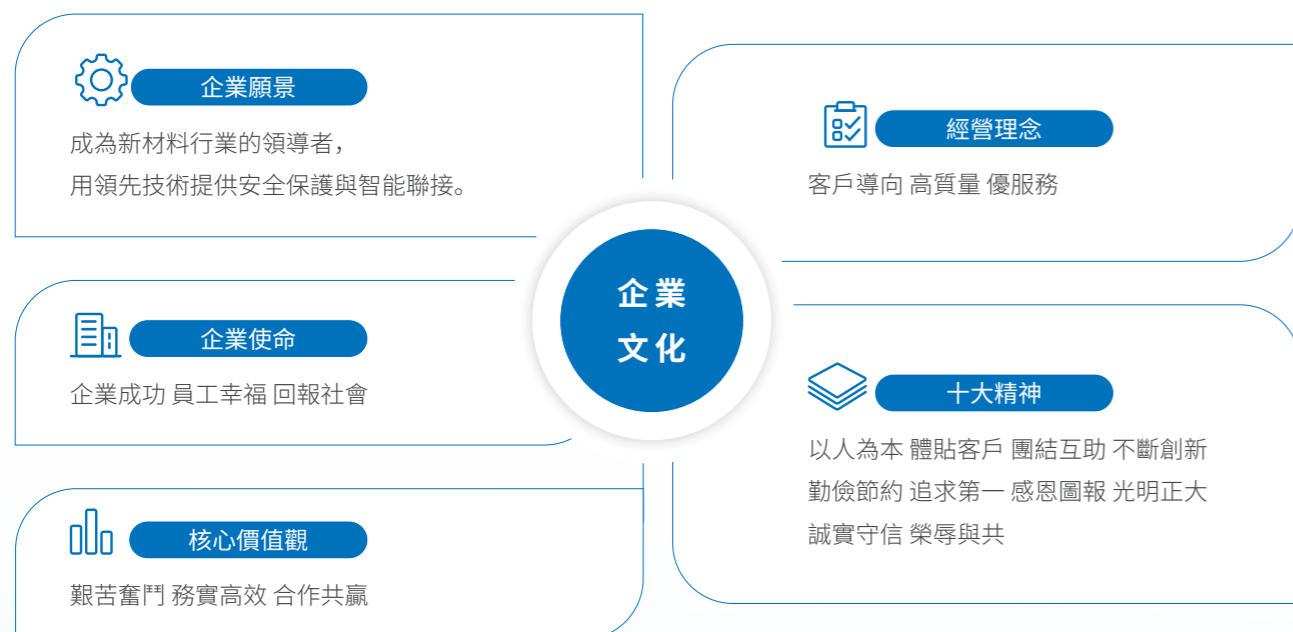 企業願景
成為新材料行業的領導者，
用領先技術提供安全保護與智能聯接。
企業使命
企業成功 員工幸福 回報社會
核心價值觀
艱苦奮鬥 務實高效 合作共贏
企業
文化
經營理念
客戶導向 高質量 優服務
十大精神
以人為本 體貼客戶 團結互助 不斷創新
勤儉節約 追求第一 感恩圖報 光明正大
誠實守信 榮辱與共